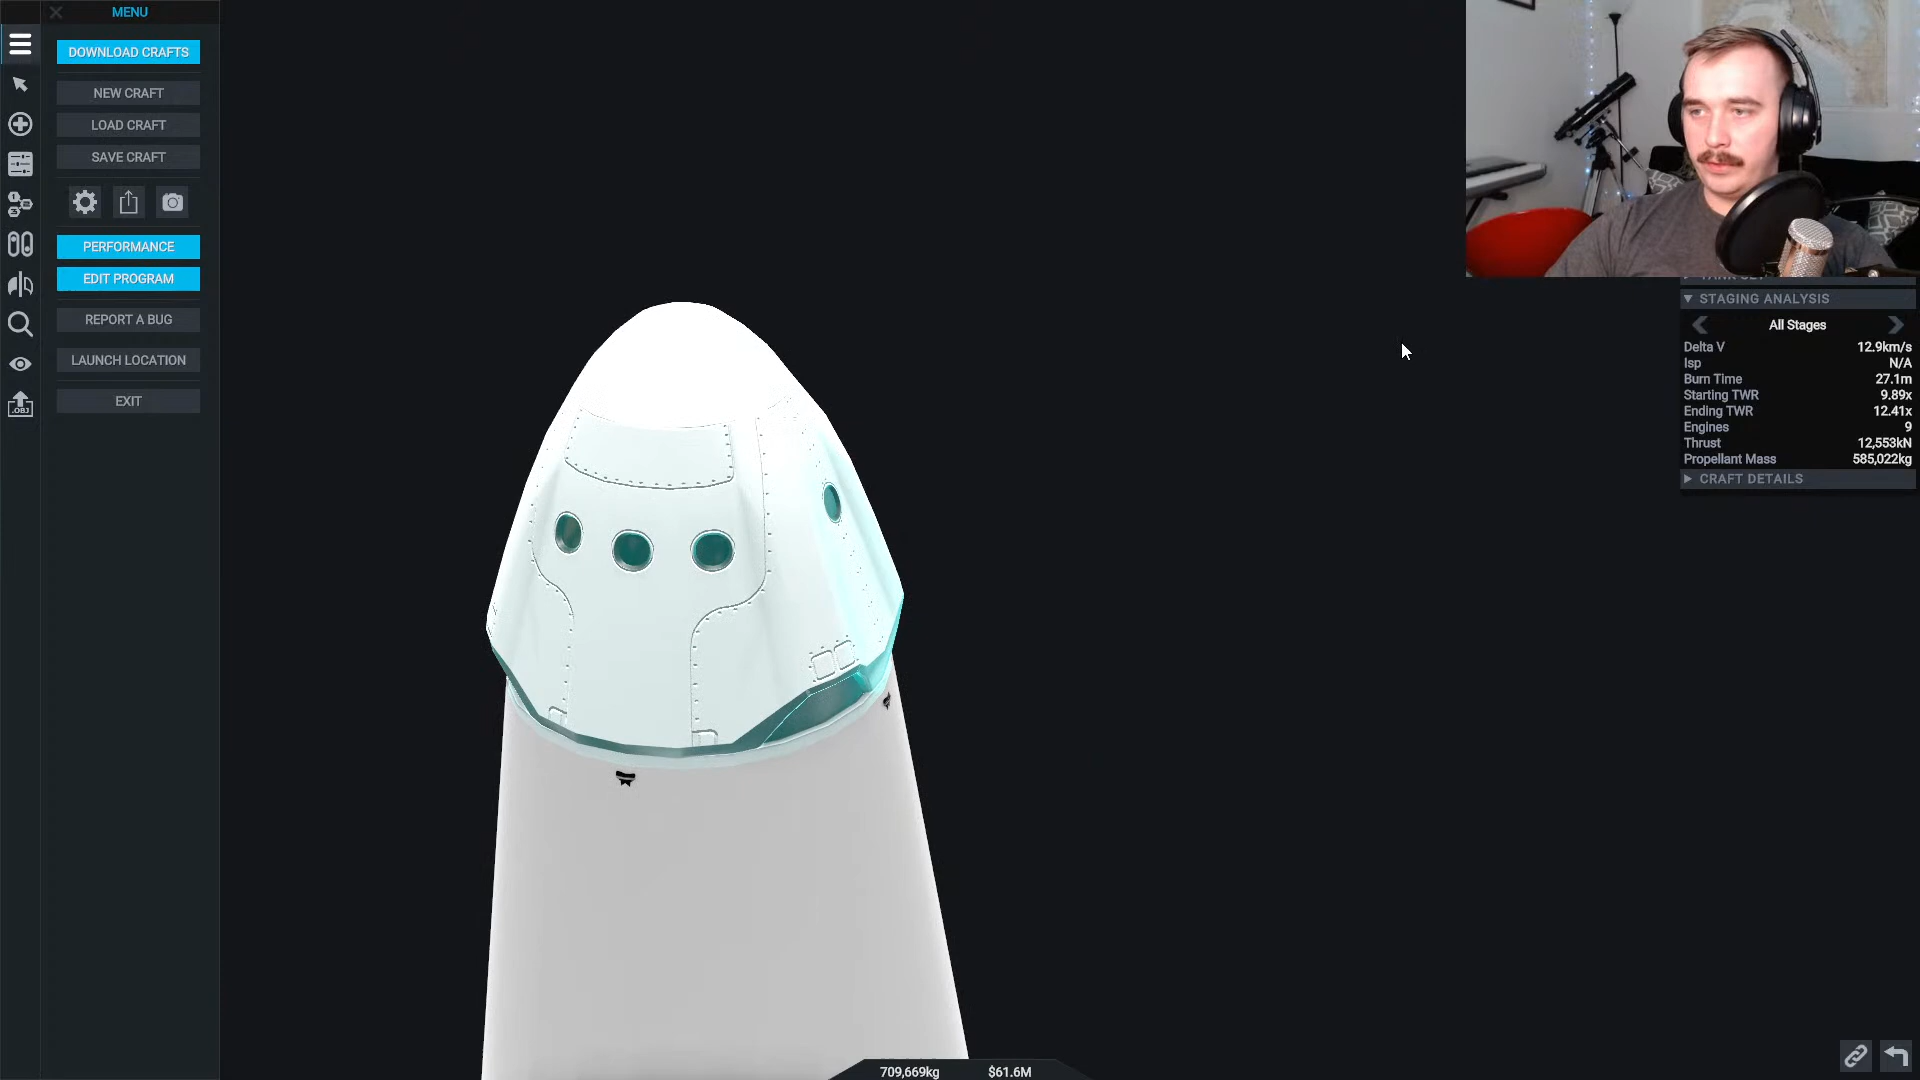 MENU
DOWNLOAD CRAFTS
NEW CRAFT
LOAD CRAFT
SAVE CRAFT
PERFORMANCE
EDIT PROGRAM
REPORT A BUG
LAUNCH LOCATION
EXIT
.OBJ
STAGING ANALYSIS
All Stages
Delta V 12.9km/s
Isp N/A
Burn Time 27.1m
Starting TWR 9.89x
Ending TWR 12.41x
Engines 9
Thrust 12,553kN
Propellant Mass 585,022kg
CRAFT DETAILS
709,669kg $61.6M